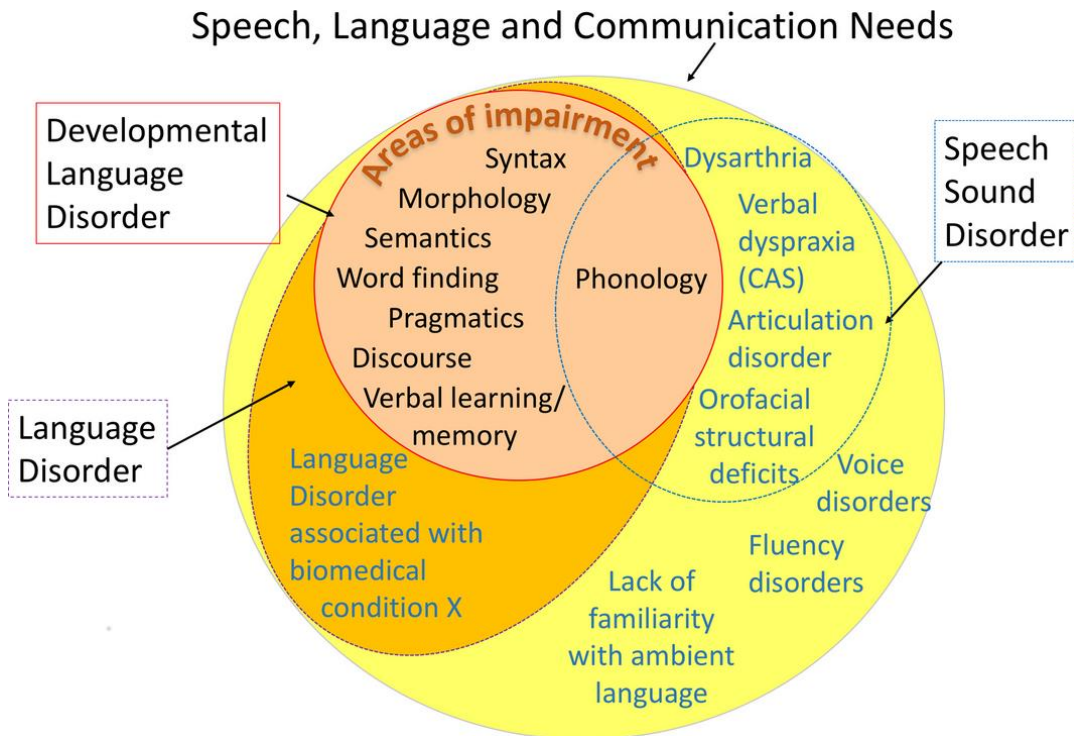 Speech, Language and Communication Needs
Developmental
Language
Disorder
Areas of impairment
Syntax
Morphology
Semantics
Word finding
Pragmatics
Discourse
Verbal learning/
memory
Phonology
Dysarthria
Verbal
dyspraxia
(CAS)
Articulation
disorder
Orofacial
structural
deficits
Speech
Sound
Disorder
Language
Disorder
Language
Disorder
associated with
biomedical
condition X
Voice
disorders
Fluency
disorders
Lack of
familiarity
with ambient
language